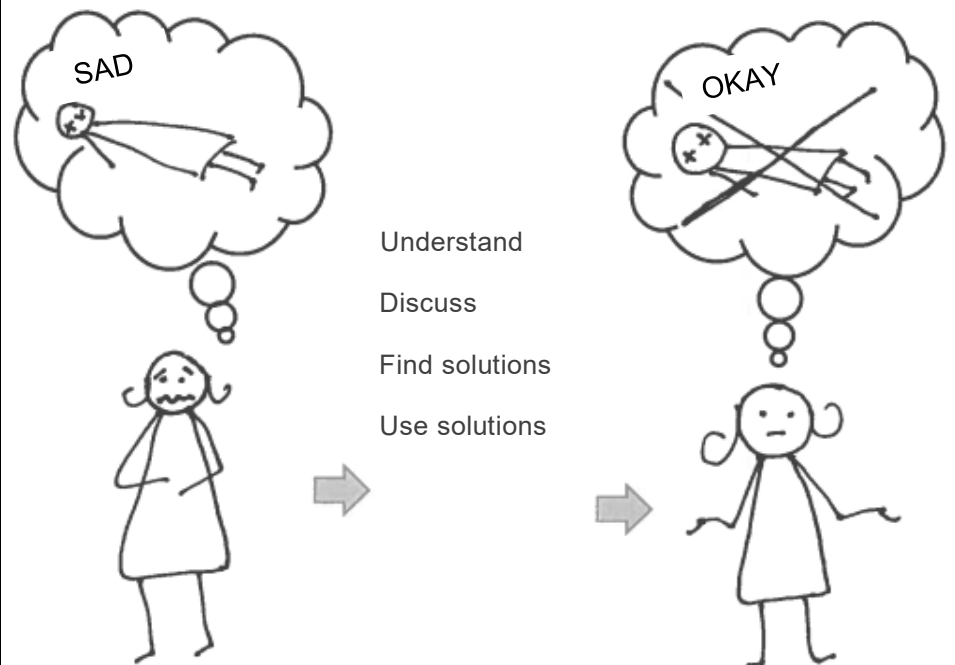 SAD
OKAY
Understand
Discuss
Find solutions
Use solutions